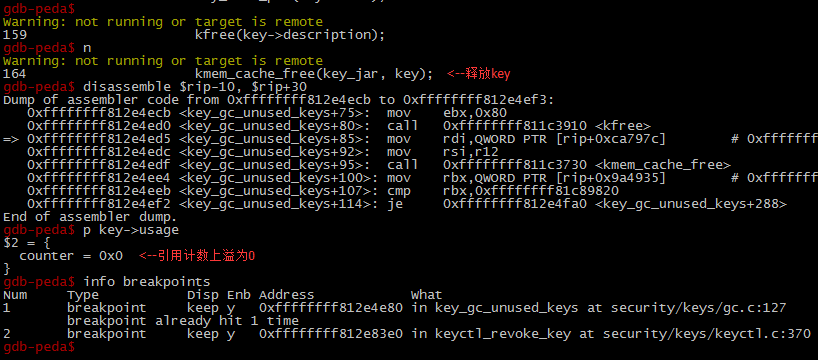 gdb-peda$
Warning: not running or target is remote
159                     kfree(key->description);
gdb-peda$ n
Warning: not running or target is remote
164                     kmem_cache_free(key_jar, key);  <--释放key
gdb-peda$ disassemble $rip-10, $rip+30
Dump of assembler code from 0xffffffff812e4ecb to 0xffffffff812e4ef3:
   0xffffffff812e4ecb <key_gc_unused_keys+75>:  mov    ebx,0x80
   0xffffffff812e4ed0 <key_gc_unused_keys+80>:  call   0xffffffff811c3910 <kfree>
=> 0xffffffff812e4ed5 <key_gc_unused_keys+85>:  mov    rdi,QWORD PTR [rip+0xca797c]        # 0xfffffff
   0xffffffff812e4edc <key_gc_unused_keys+92>:  mov    rsi,r12
   0xffffffff812e4edf <key_gc_unused_keys+95>:  call   0xffffffff811c3730 <kmem_cache_free>
   0xffffffff812e4ee4 <key_gc_unused_keys+100>: mov    rbx,QWORD PTR [rip+0x9a4935]        # 0xfffffff
   0xffffffff812e4eeb <key_gc_unused_keys+107>: cmp    rbx,0xffffffff81c89820
   0xffffffff812e4ef2 <key_gc_unused_keys+114>: je     0xffffffff812e4fa0 <key_gc_unused_keys+288>
End of assembler dump.
gdb-peda$ p key->usage
$2 = {
  counter = 0x0  <--引用计数上溢为0
}
gdb-peda$ info breakpoints
Num     Type           Disp Enb Address            What
1       breakpoint     keep y   0xffffffff812e4e80 in key_gc_unused_keys at security/keys/gc.c:127
        breakpoint already hit 1 time
2       breakpoint     keep y   0xffffffff812e83e0 in keyctl_revoke_key at security/keys/keyctl.c:370
gdb-peda$